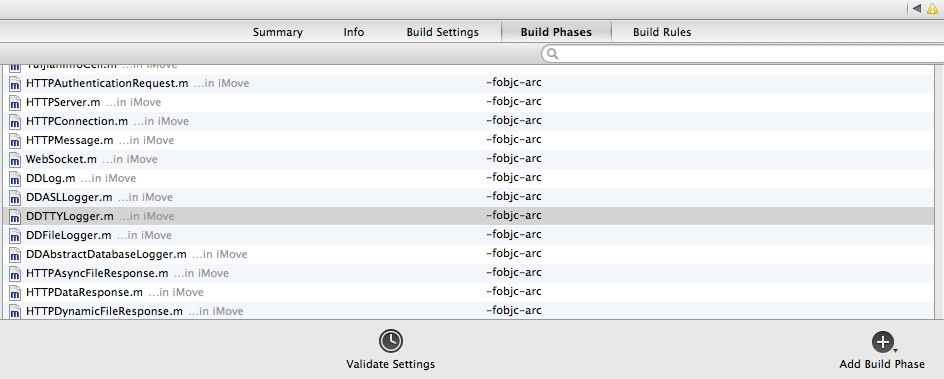 Summary Info Build Settings Build Phases Build Rules
YuJianInfoCell.m ...in iMove
HTTPAuthenticationRequest.m ...in iMove -fobjc-arc
HTTPServer.m ...in iMove -fobjc-arc
HTTPConnection.m ...in iMove -fobjc-arc
HTTPMessage.m ...in iMove -fobjc-arc
WebSocket.m ...in iMove -fobjc-arc
DDLog.m ...in iMove -fobjc-arc
DDASLLogger.m ...in iMove -fobjc-arc
DDTTYLogger.m ...in iMove -fobjc-arc
DDFileLogger.m ...in iMove -fobjc-arc
DDAbstractDatabaseLogger.m ...in iMove -fobjc-arc
HTTPAsyncFileResponse.m ...in iMove -fobjc-arc
HTTPDataResponse.m ...in iMove -fobjc-arc
HTTPDynamicFileResponse.m ...in iMove -fobjc-arc
Validate Settings Add Build Phase